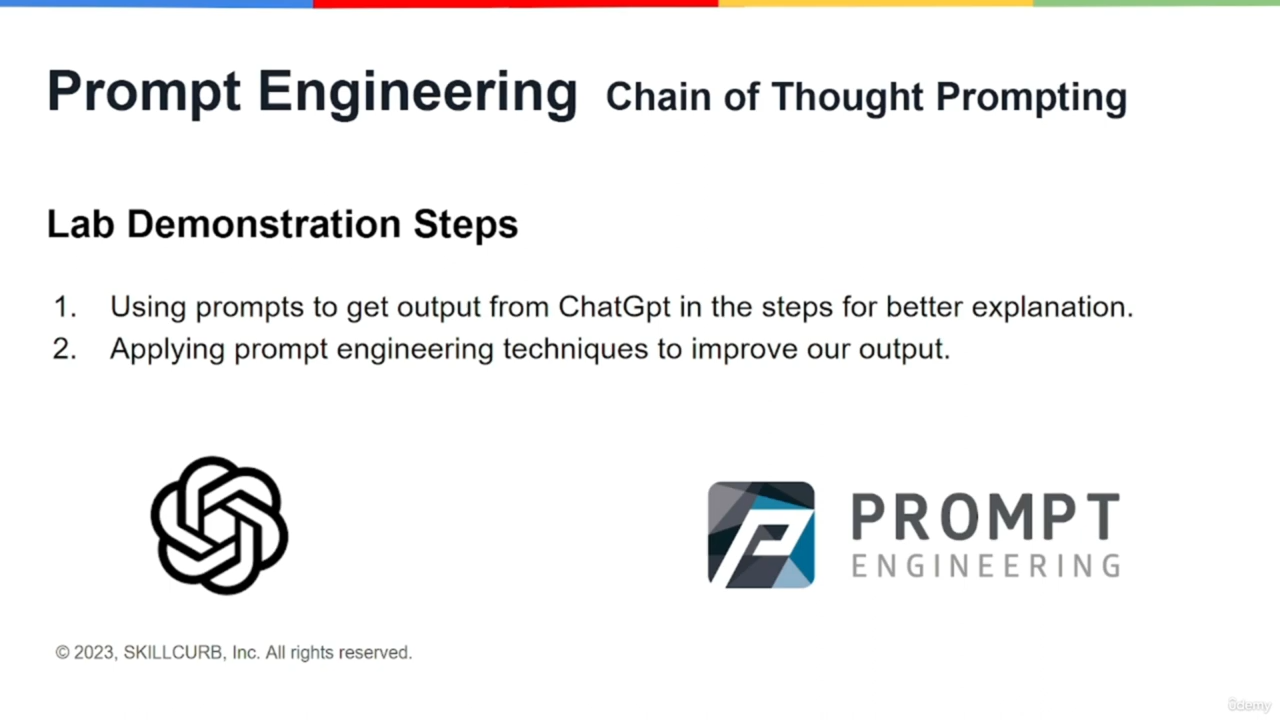 Prompt Engineering Chain of Thought Prompting
Lab Demonstration Steps
1. Using prompts to get output from ChatGpt in the steps for better explanation.
2. Applying prompt engineering techniques to improve our output.
PROMPT
ENGINEERING
© 2023, SKILLCURB, Inc. All rights reserved.
ûdemy